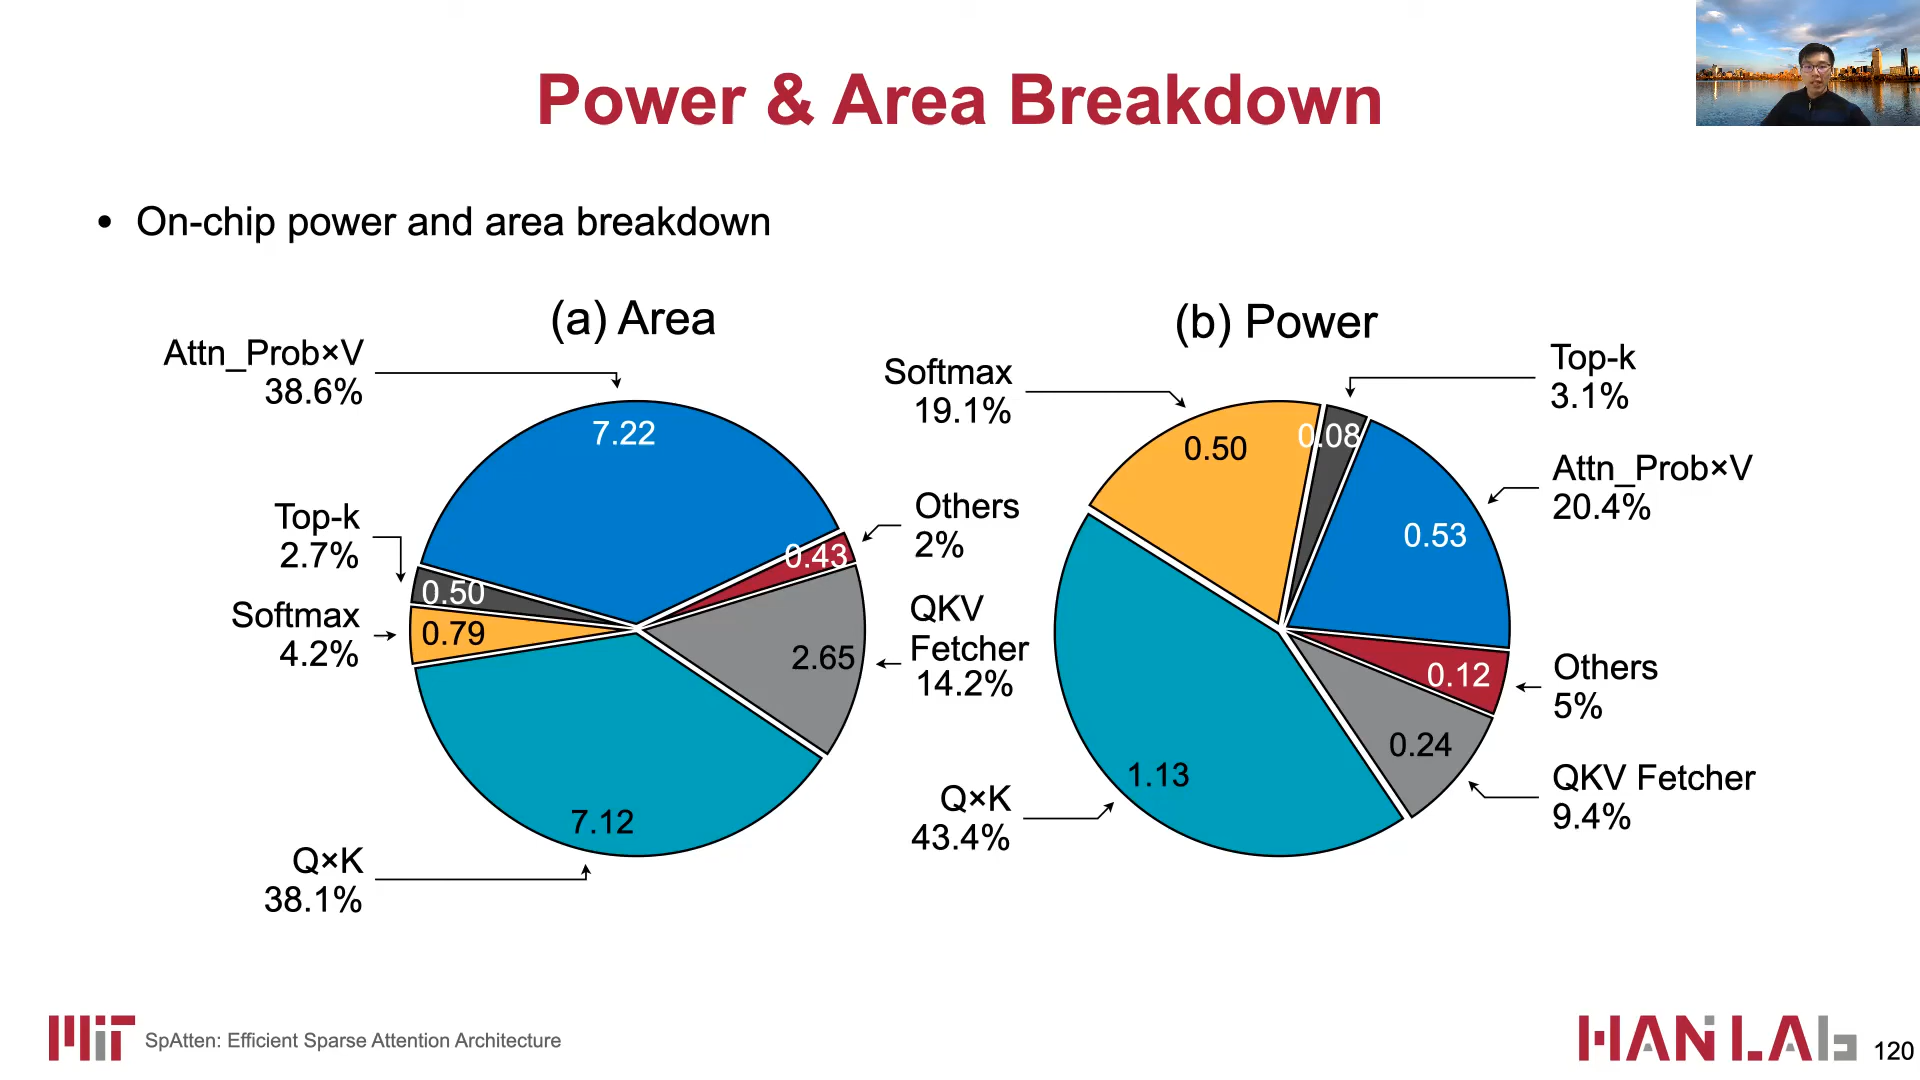 Power & Area Breakdown
• On-chip power and area breakdown
(a) Area
Attn_Prob×V
38.6%
7.22
Top-k
2.7%
0.50
Softmax
4.2%
0.79
Q×K
38.1%
7.12
Others
2%
0.43
QKV
Fetcher
14.2%
2.65
(b) Power
Softmax
19.1%
0.50
Top-k
3.1%
0.08
Attn_Prob×V
20.4%
0.53
Others
5%
0.12
QKV Fetcher
9.4%
0.24
Q×K
43.4%
1.13
MIT
SpAtten: Efficient Sparse Attention Architecture
HAN LAb
120